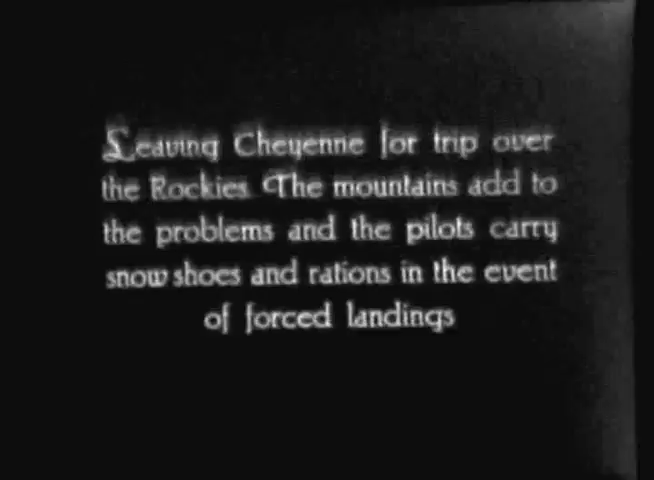 Leaving Cheyenne for trip over
the Rockies The mountains add to
the problems and the pilots carry
snow shoes and rations in the event
of forced landings